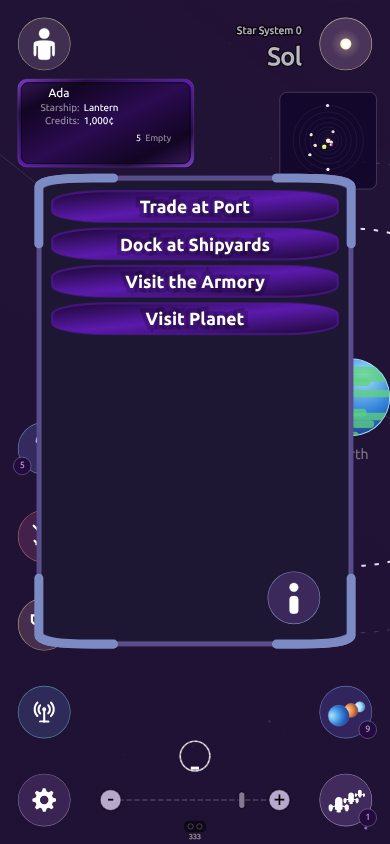 Star System 0
Sol
Ada
Starship: Lantern
Credits: 1,000¢
5 Empty
Trade at Port
Dock at Shipyards
Visit the Armory
Visit Planet
rth
5
9
- +
1
333